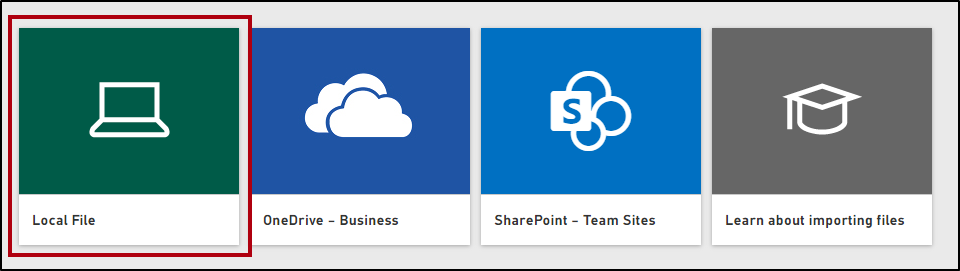 S
Local File
OneDrive – Business
SharePoint – Team Sites
Learn about importing files